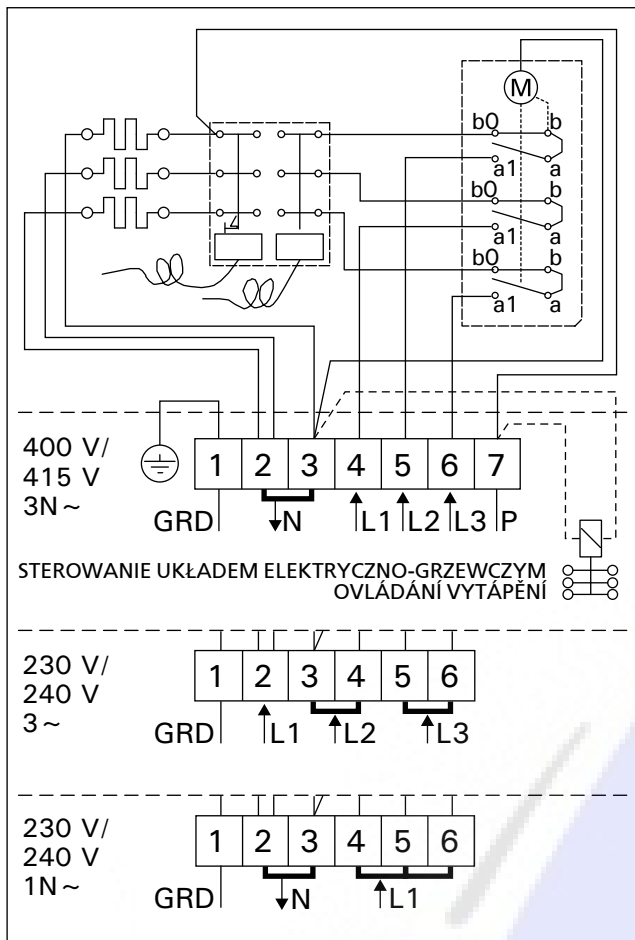 M
b0 b
a1 a
b0 b
a1 a
b0 b
a1 a
400 V/
415 V
3N~
1 2 3 4 5 6 7
GRD N L1 L2 L3 P
STEROWANIE UKŁADEM ELEKTRYCZNO-GRZEWCZYM
OVLÁDÁNÍ VYTÁPĚNÍ
230 V/
240 V
3~
1 2 3 4 5 6
GRD L1 L2 L3
230 V/
240 V
1N~
1 2 3 4 5 6
GRD N L1